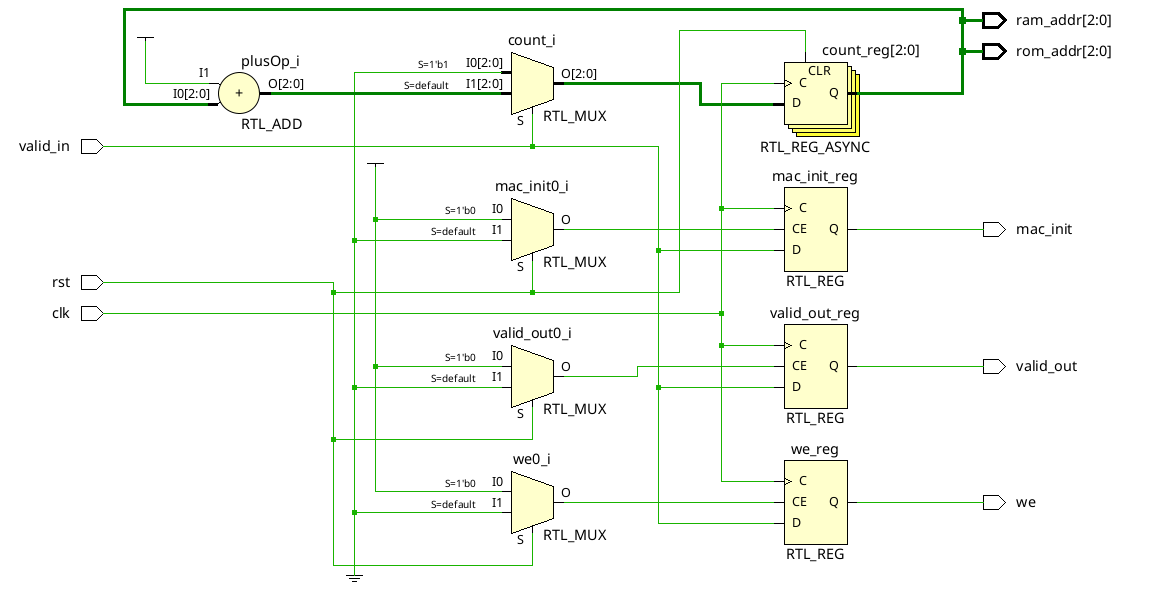 ram_addr[2:0]
rom_addr[2:0]
count_i
count_reg[2:0]
plusOp_i
S=1'b1 I0[2:0]
I1
O[2:0]
S=default I1[2:0]
O[2:0]
CLR
C
I0[2:0]
+
Q
D
S
RTL_ADD
RTL_MUX
valid_in
RTL_REG_ASYNC
mac_init0_i
mac_init_reg
S=1'b0 I0
O
C
S=default I1
CE Q
mac_init
D
S
RTL_MUX
rst
RTL_REG
clk
valid_out_reg
valid_out0_i
S=1'b0 I0
O
C
S=default I1
CE Q
valid_out
D
S
RTL_MUX
RTL_REG
we_reg
we0_i
S=1'b0 I0
O
C
S=default I1
CE Q
we
D
S
RTL_MUX
RTL_REG